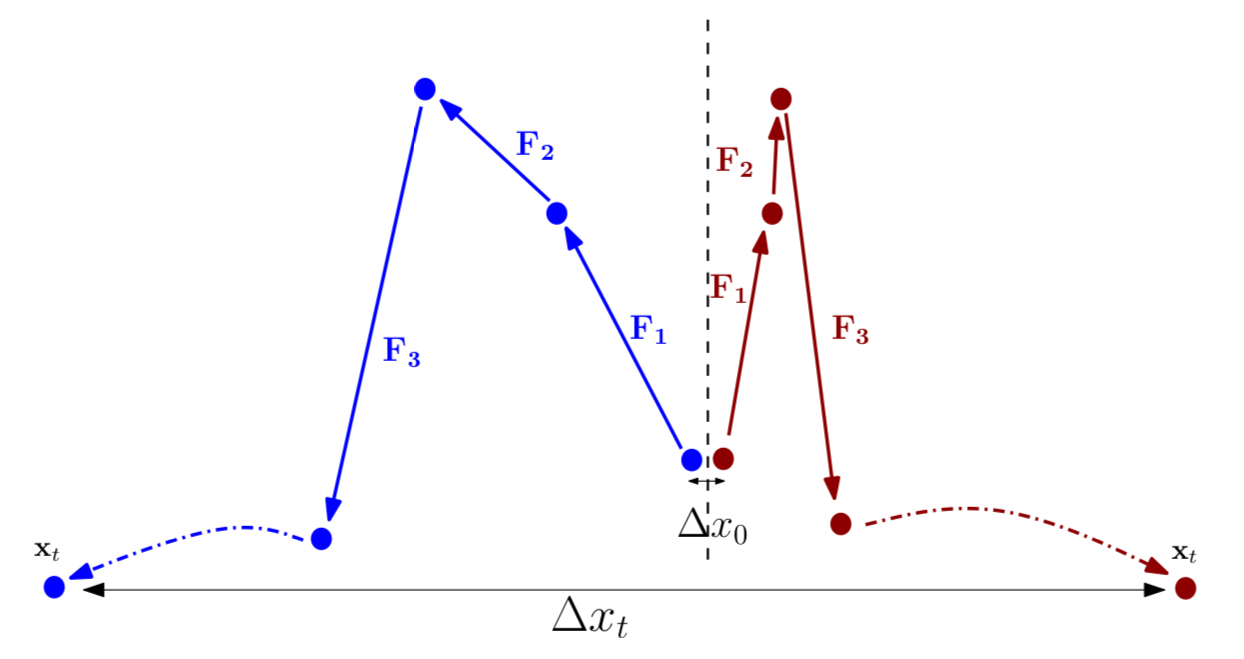 F₂
F₂
F₁
F₁
F₃
F₃
Δx₀
xₜ
xₜ
Δxₜ